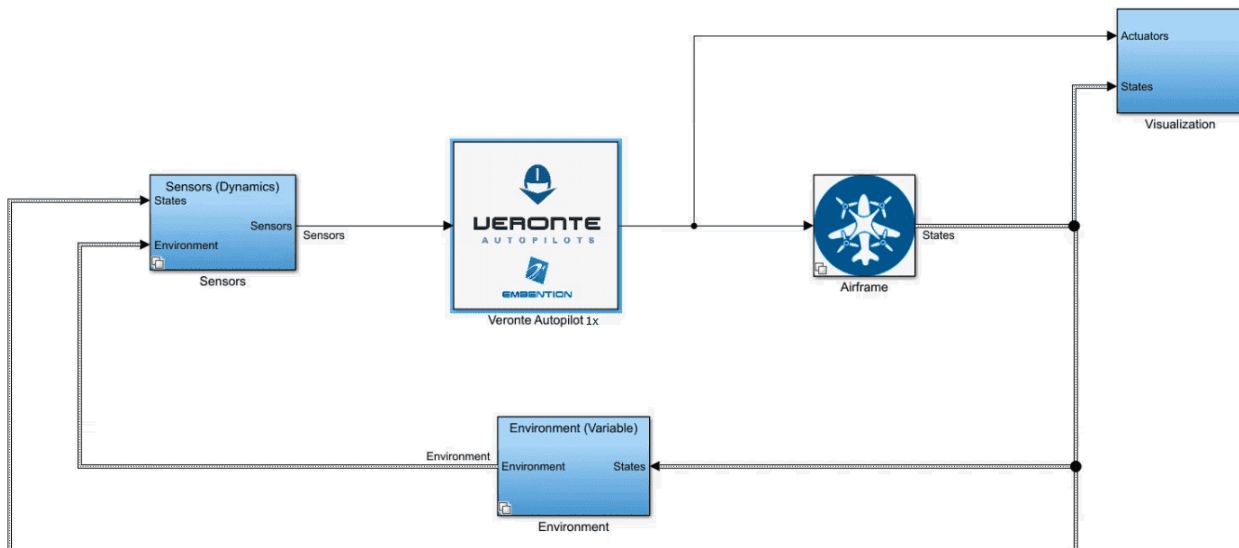 Actuators
States
Visualization
Sensors (Dynamics)
States
Sensors
Environment
Sensors
Sensors
VERONTE
AUTOPILOTS
EMBENTION
Veronte Autopilot 1x
States
Airframe
Environment (Variable)
Environment
Environment
States
Environment